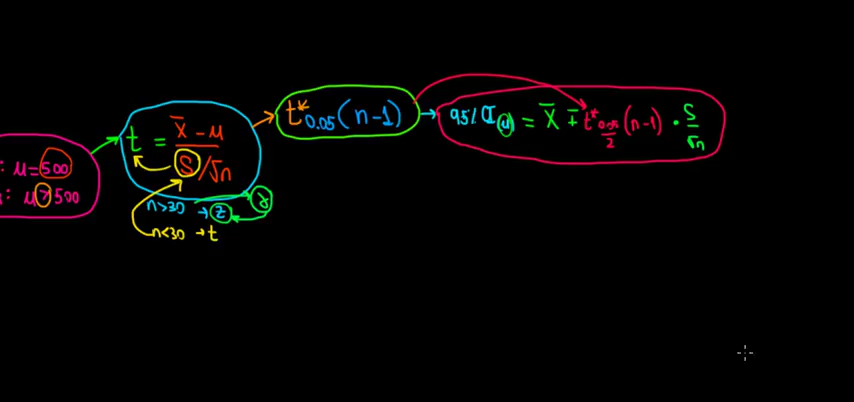 : μ = 500
: μ > 500
t = x̄ - μ / S/√n
n>30 → z
n<30 → t
t*0.05 (n-1)
95% CI(μ) = x̄ ∓ t*0.05/2 (n-1) · S/√n